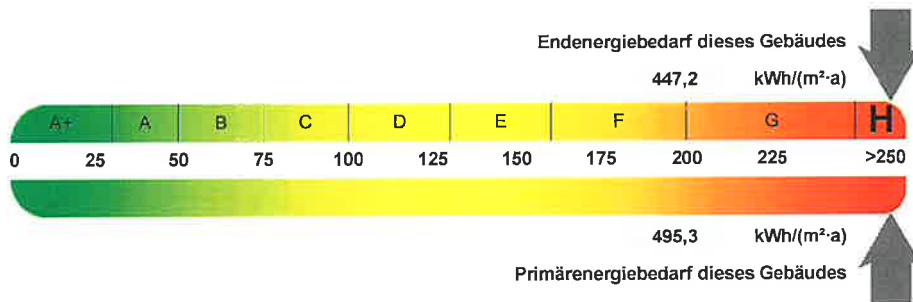 Endenergiebedarf dieses Gebäudes
447,2 kWh/(m²·a)
A+ A B C D E F G H
0 25 50 75 100 125 150 175 200 225 >250
495,3 kWh/(m²·a)
Primärenergiebedarf dieses Gebäudes